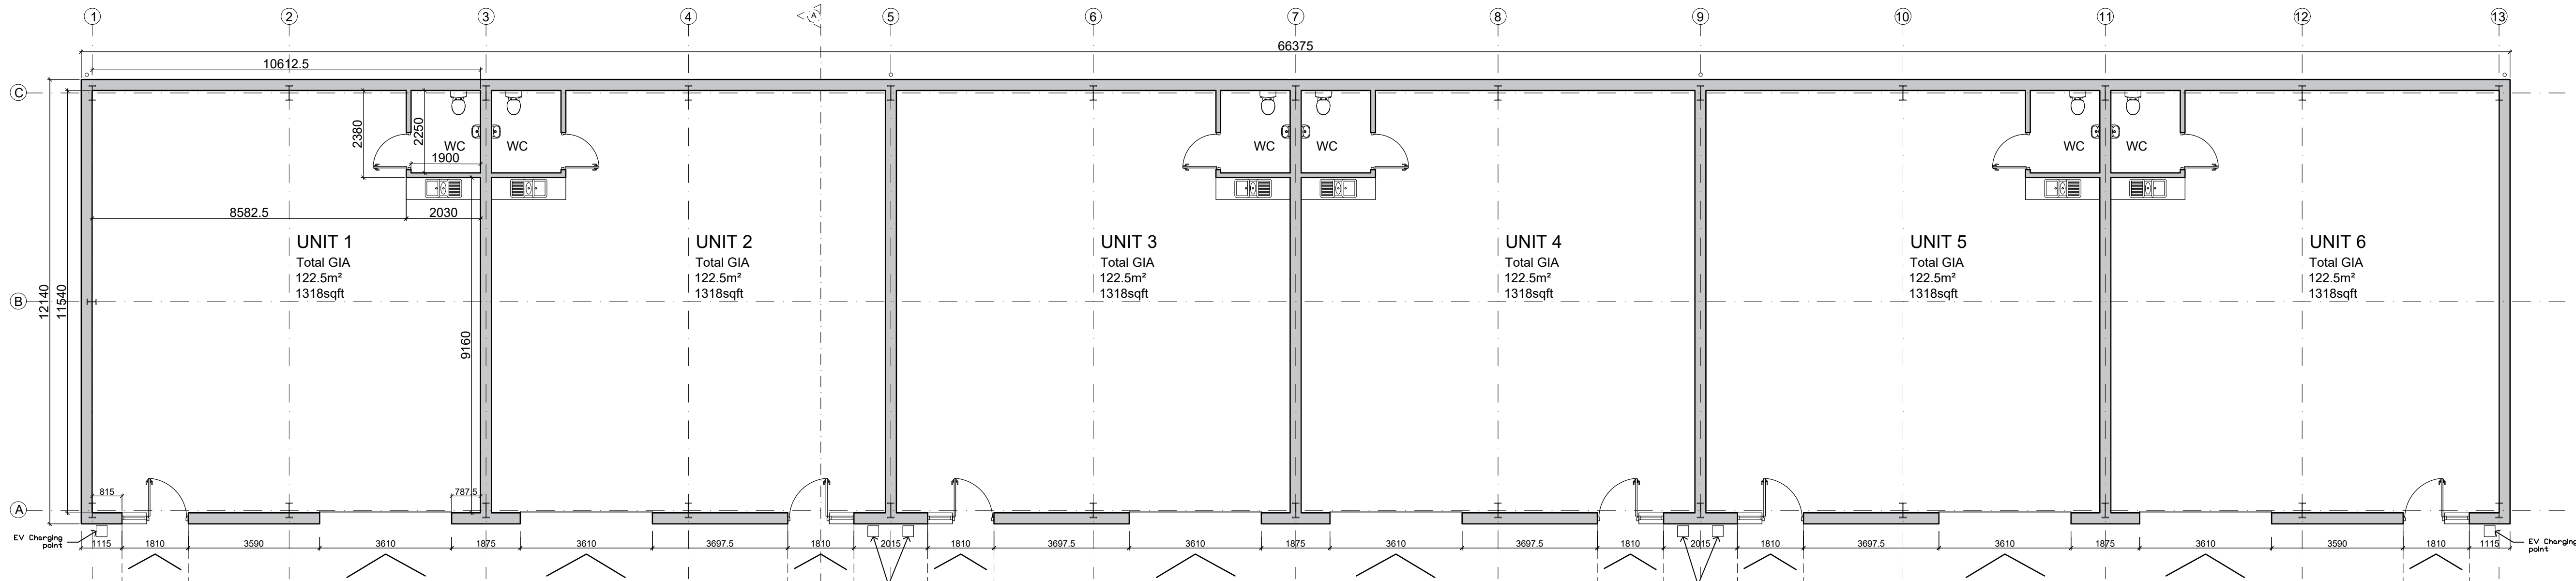 1 2 3 4 A 5 6 7 8 9 10 11 12 13
66375
10612.5
C
2380
2250
WC
1900
WC
WC
WC
WC
WC
8582.5
2030
UNIT 1
Total GIA
122.5m²
1318sqft
UNIT 2
Total GIA
122.5m²
1318sqft
UNIT 3
Total GIA
122.5m²
1318sqft
UNIT 4
Total GIA
122.5m²
1318sqft
UNIT 5
Total GIA
122.5m²
1318sqft
UNIT 6
Total GIA
122.5m²
1318sqft
B
12140
11540
9160
815
787.5
A
EV Charging
point
1115 1810 3590 3610 1875 3610 3697.5 1810 2015 1810 3697.5 3610 1875 3610 3697.5 1810 2015 1810 3697.5 3610 1875 3610 3590 1810 1115
EV Charging
point